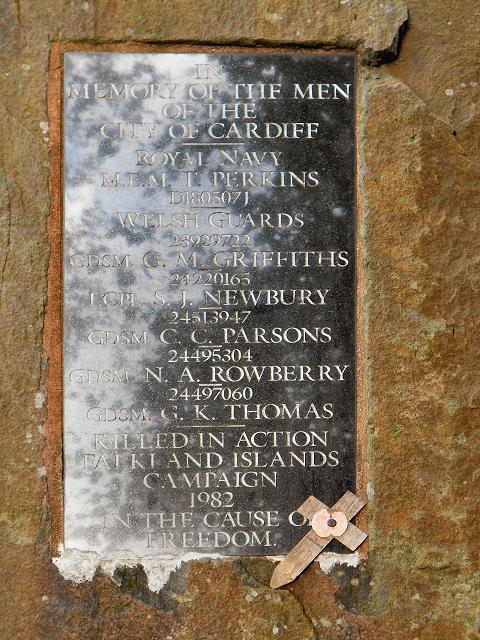 IN
MEMORY OF THE MEN
OF THE
CITY OF CARDIFF
ROYAL NAVY
M.E.M. T. PERKINS
D180507J
WELSH GUARDS
23929722
GDSM. G. M. GRIFFITHS
24220165
LCPL. S. J. NEWBURY
24513947
GDSM. C. C. PARSONS
24495304
GDSM. N. A. ROWBERRY
24497060
GDSM. G. K. THOMAS
KILLED IN ACTION
FALKLAND ISLANDS
CAMPAIGN
1982
IN THE CAUSE OF
FREEDOM.